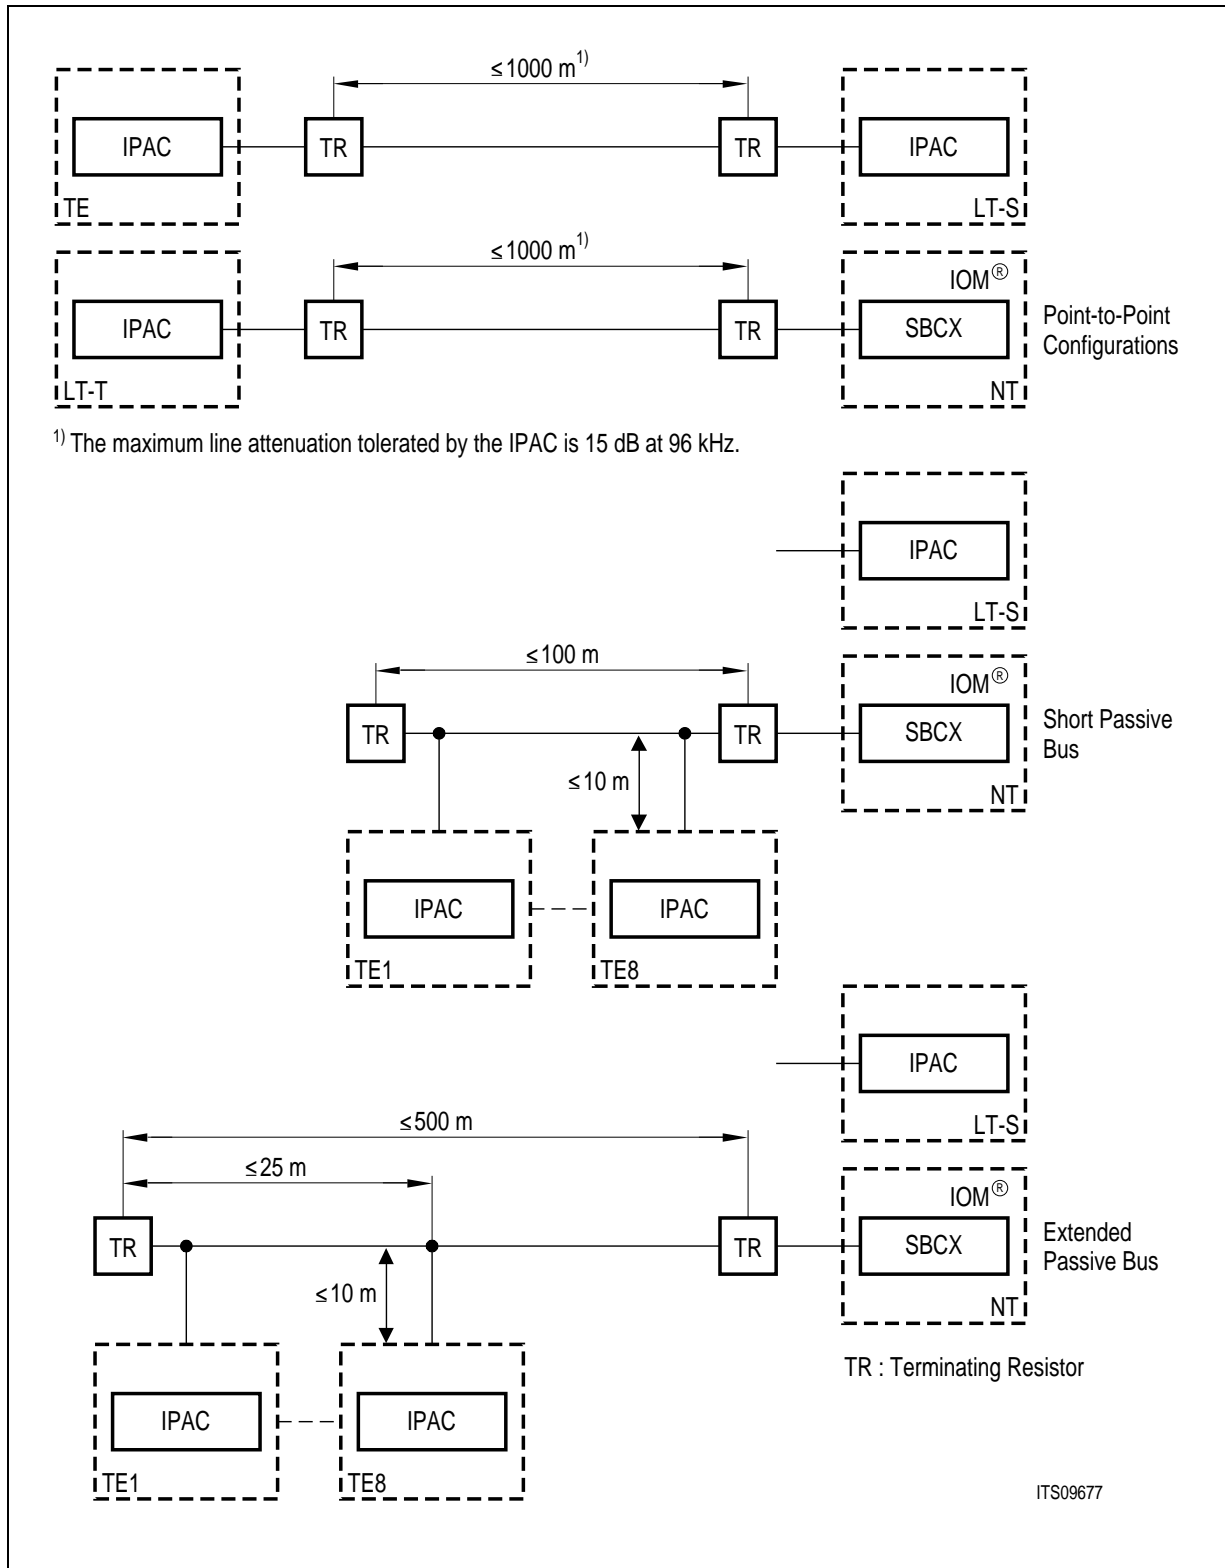 ≤1000 m1)
IPAC
TR
TR
IPAC
TE
LT-S
≤1000 m1)
IOM®
IPAC
TR
TR
SBCX
Point-to-Point
Configurations
LT-T
NT
1) The maximum line attenuation tolerated by the IPAC is 15 dB at 96 kHz.
IPAC
LT-S
≤100 m
IOM®
TR
TR
SBCX
Short Passive
Bus
≤10 m
NT
IPAC
IPAC
TE1
TE8
IPAC
LT-S
≤500 m
≤25 m
IOM®
TR
TR
SBCX
Extended
Passive Bus
≤10 m
NT
TR : Terminating Resistor
IPAC
IPAC
TE1
TE8
ITS09677